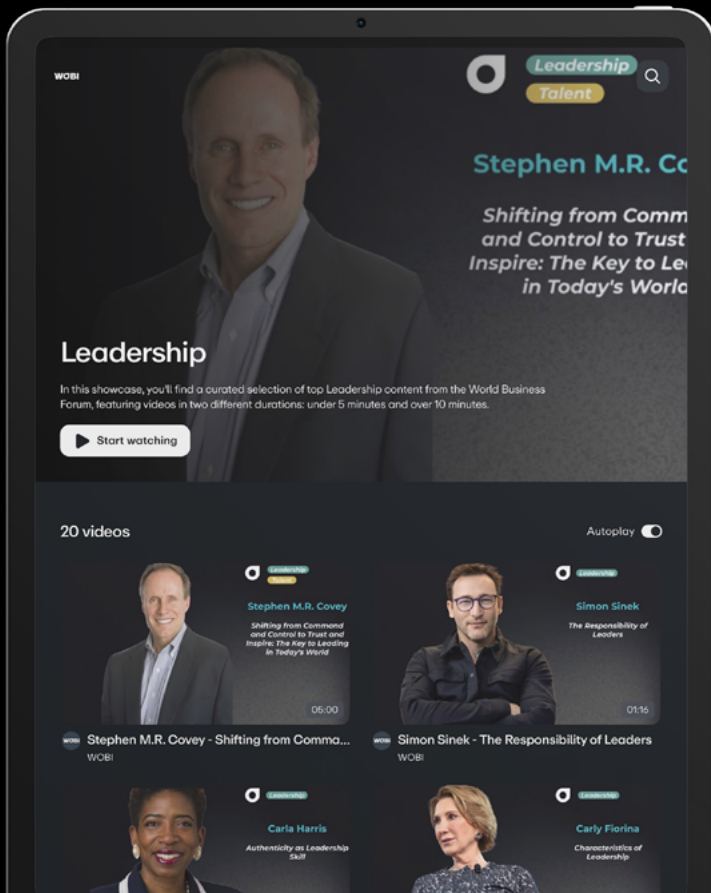 WOBI
Leadership
Talent
Stephen M.R. Co
Shifting from Comm
and Control to Trust
Inspire: The Key to Le
in Today's World
Leadership
In this showcase, you'll find a curated selection of top Leadership content from the World Business
Forum, featuring videos in two different durations: under 5 minutes and over 10 minutes.
Start watching
20 videos
Autoplay
Leadership
Talent
Stephen M.R. Covey
Shifting from Command
and Control to Trust and
Inspire: The Key to Leading
in Today's World
05:00
Leadership
Simon Sinek
The Responsibility of
Leaders
01:16
WOBI
Stephen M.R. Covey - Shifting from Comma...
WOBI
WOBI
Simon Sinek - The Responsibility of Leaders
WOBI
Leadership
Carla Harris
Authenticity as Leadership
Skill
Leadership
Carly Fiorina
Characteristics of
Leadership